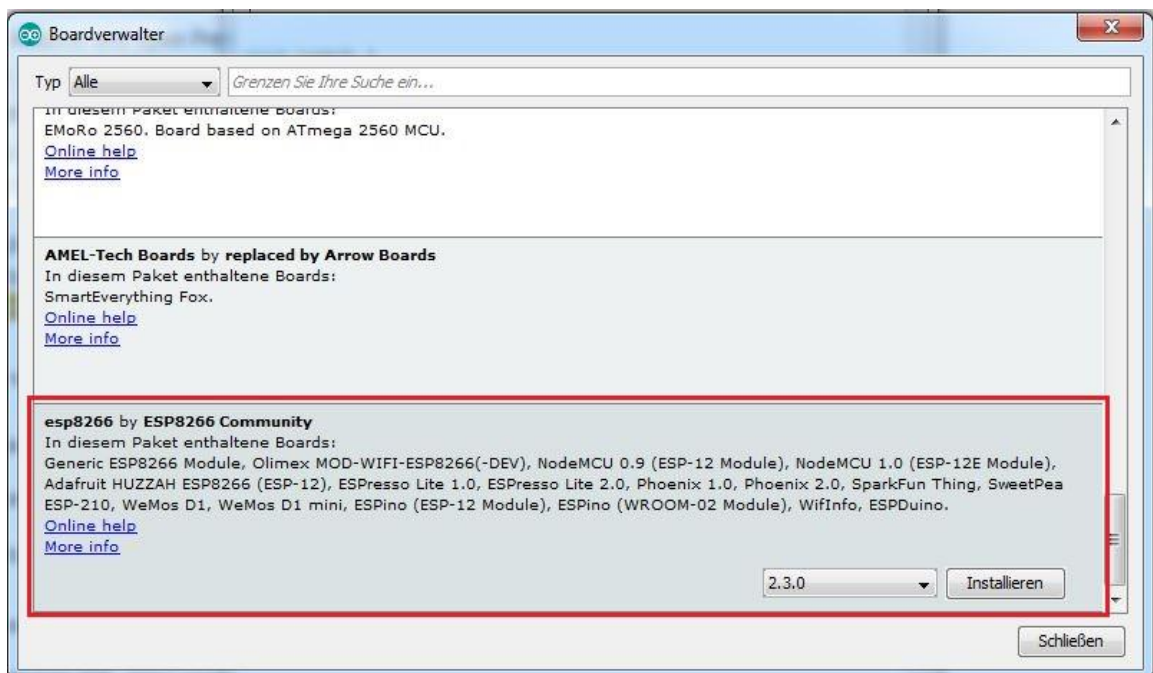 Boardverwalter
Typ Alle Grenzen Sie Ihre Suche ein...
In diesem Paket enthaltene Boards:
EMoRo 2560. Board based on ATmega 2560 MCU.
Online help
More info
AMEL-Tech Boards by replaced by Arrow Boards
In diesem Paket enthaltene Boards:
SmartEverything Fox.
Online help
More info
esp8266 by ESP8266 Community
In diesem Paket enthaltene Boards:
Generic ESP8266 Module, Olimex MOD-WIFI-ESP8266(-DEV), NodeMCU 0.9 (ESP-12 Module), NodeMCU 1.0 (ESP-12E Module),
Adafruit HUZZAH ESP8266 (ESP-12), ESPresso Lite 1.0, ESPresso Lite 2.0, Phoenix 1.0, Phoenix 2.0, SparkFun Thing, SweetPea
ESP-210, WeMos D1, WeMos D1 mini, ESPino (ESP-12 Module), ESPino (WROOM-02 Module), WifInfo, ESPDuino.
Online help
More info
2.3.0 Installieren
Schließen